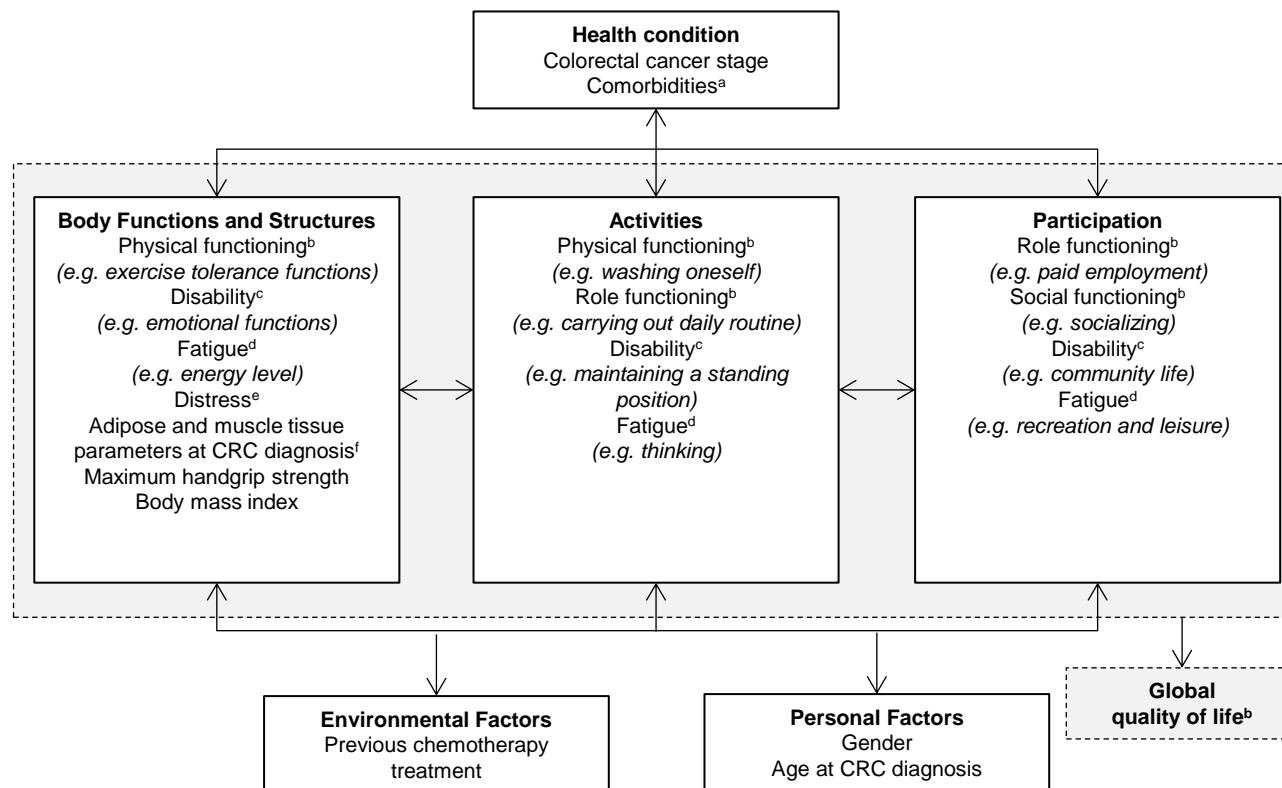 Health condition
Colorectal cancer stage
Comorbiditiesᵃ
Body Functions and Structures
Physical functioningᵇ
(e.g. exercise tolerance functions)
Disabilityᶜ
(e.g. emotional functions)
Fatigueᵈ
(e.g. energy level)
Distressᵉ
Adipose and muscle tissue
parameters at CRC diagnosisᶠ
Maximum handgrip strength
Body mass index
Activities
Physical functioningᵇ
(e.g. washing oneself)
Role functioningᵇ
(e.g. carrying out daily routine)
Disabilityᶜ
(e.g. maintaining a standing
position)
Fatigueᵈ
(e.g. thinking)
Participation
Role functioningᵇ
(e.g. paid employment)
Social functioningᵇ
(e.g. socializing)
Disabilityᶜ
(e.g. community life)
Fatigueᵈ
(e.g. recreation and leisure)
Environmental Factors
Previous chemotherapy
treatment
Personal Factors
Gender
Age at CRC diagnosis
Global
quality of lifeᵇ